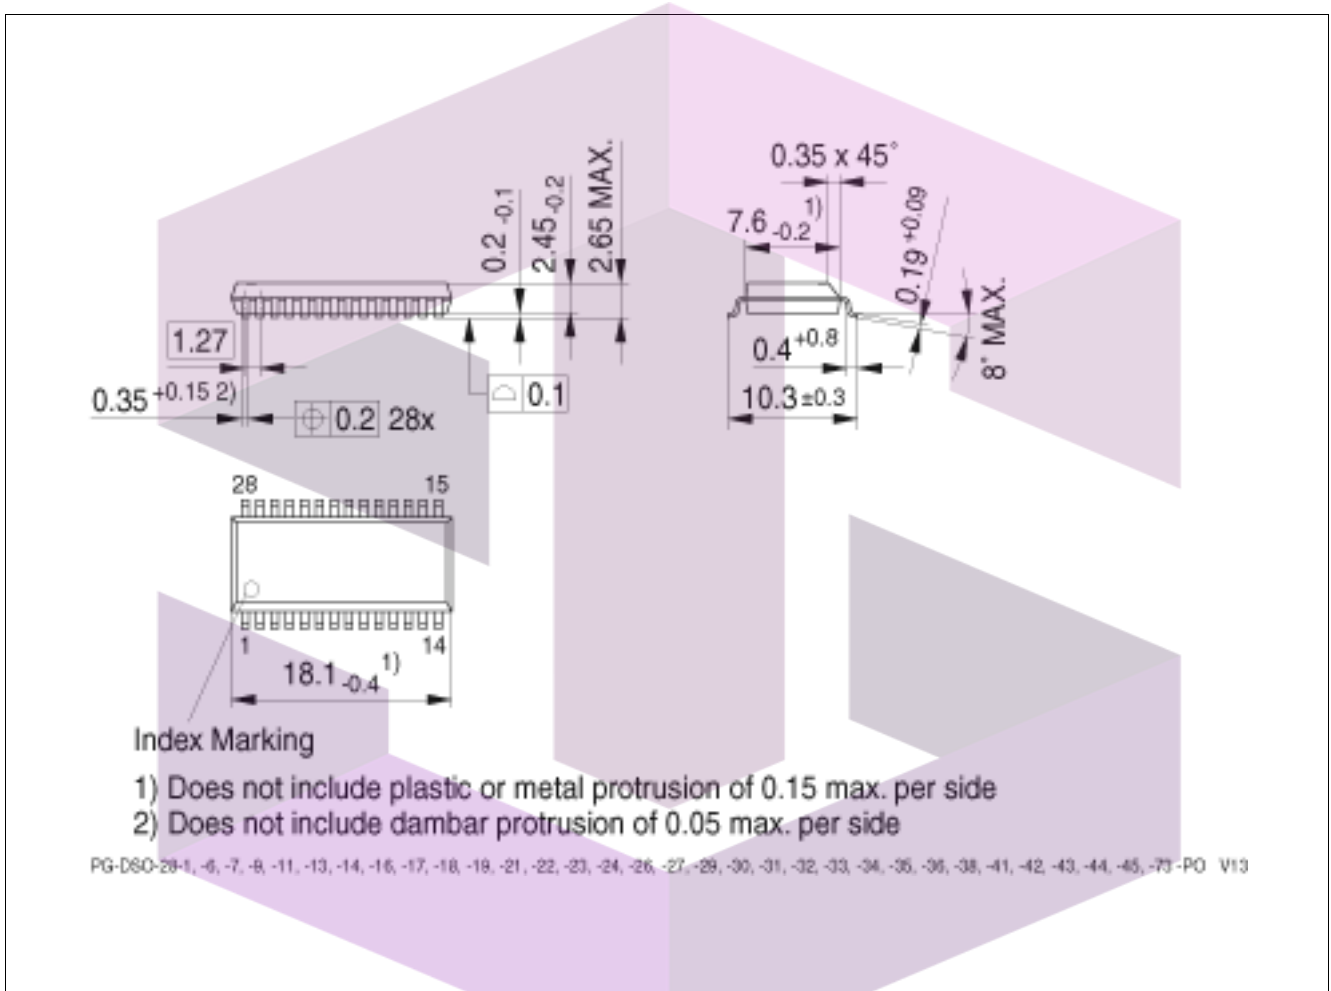 0.35 x 45°
7.6 -0.2 1)
0.19 +0.09
8° MAX.
0.2 -0.1
2.45 -0.2
2.65 MAX.
1.27
0.35 +0.15 2)
0.2 28x
0.1
0.4 +0.8
10.3 ±0.3
28 15
1 14
18.1 -0.4 1)
Index Marking
1) Does not include plastic or metal protrusion of 0.15 max. per side
2) Does not include dambar protrusion of 0.05 max. per side
PG-DSO-28-1, -6, -7, -9, -11, -13, -14, -16, -17, -18, -19, -21, -22, -23, -24, -26, -27, -29, -30, -31, -32, -33, -34, -35, -36, -38, -41, -42, -43, -44, -45, -73 -PO V13